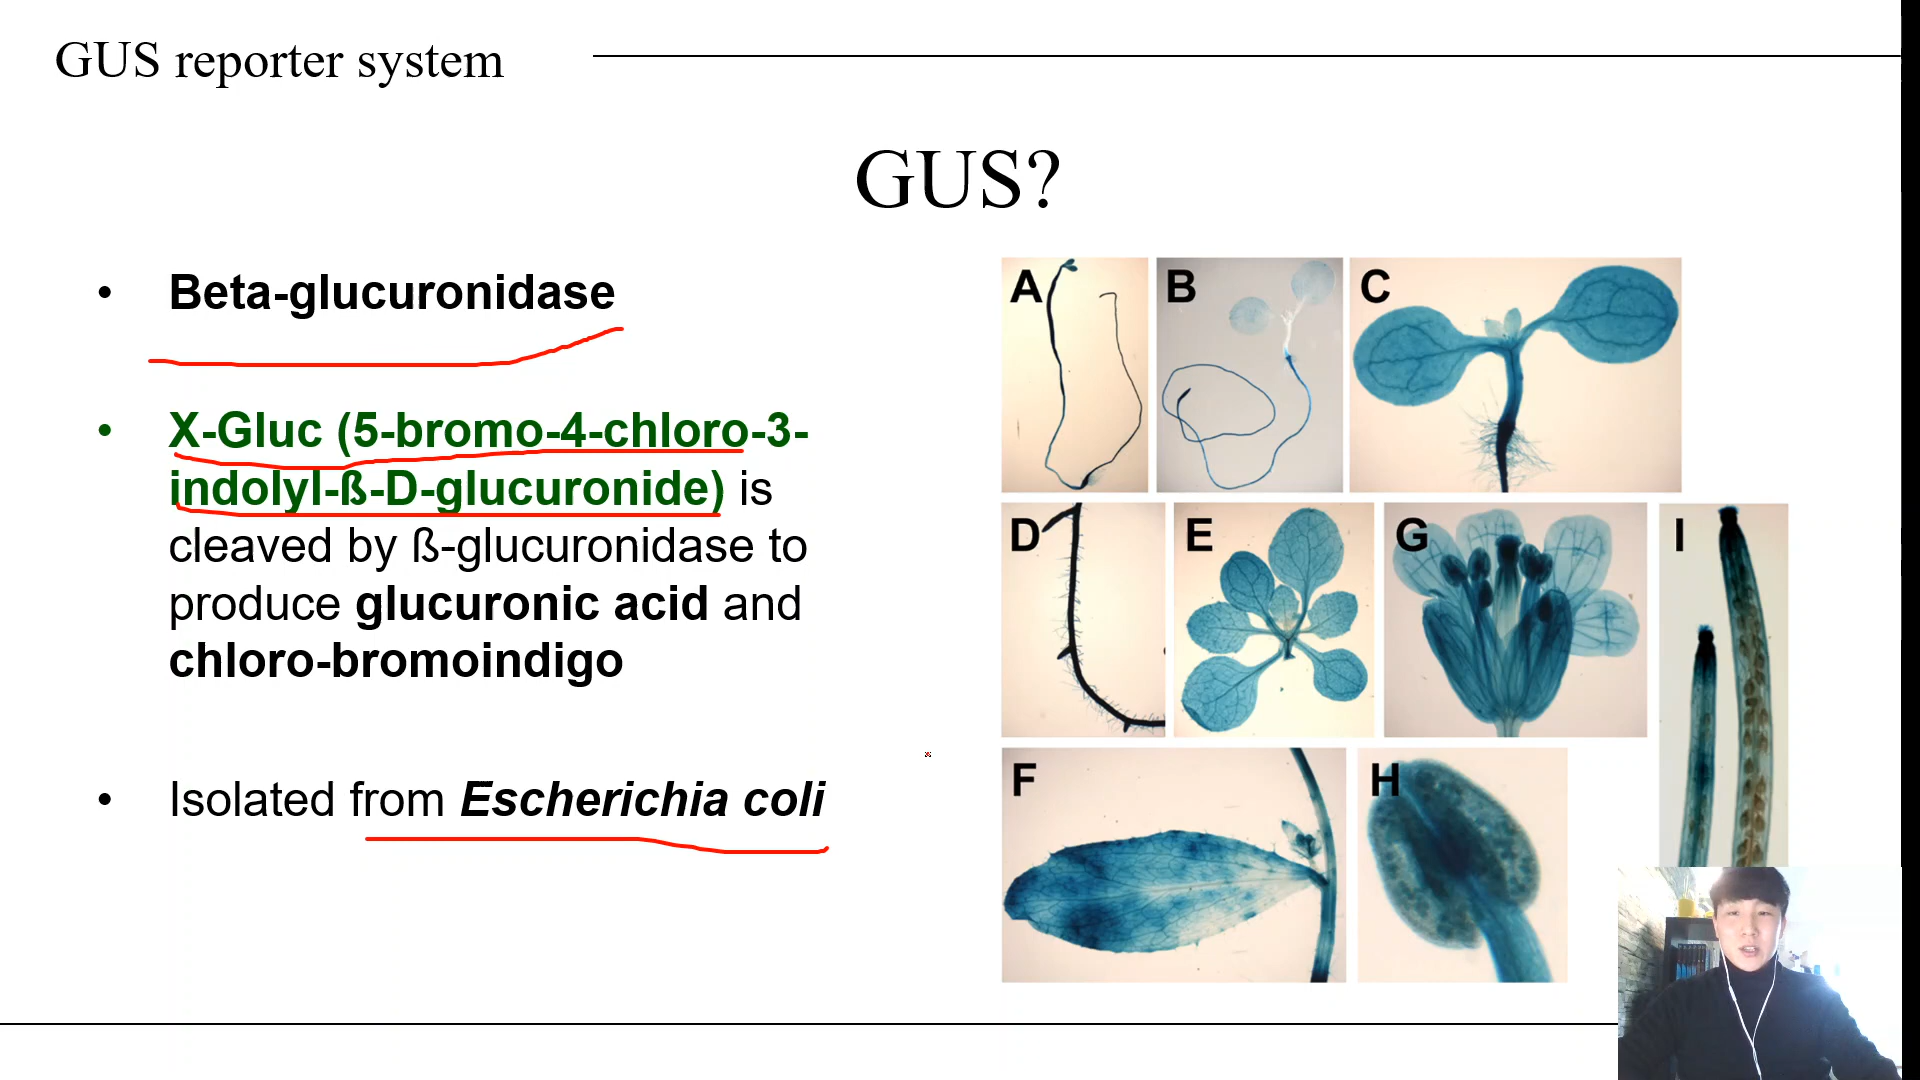 GUS reporter system
GUS?
• Beta-glucuronidase
• X-Gluc (5-bromo-4-chloro-3-
indolyl-ß-D-glucuronide) is
cleaved by ß-glucuronidase to
produce glucuronic acid and
chloro-bromoindigo
• Isolated from Escherichia coli
A
B
C
D
E
G
I
F
H